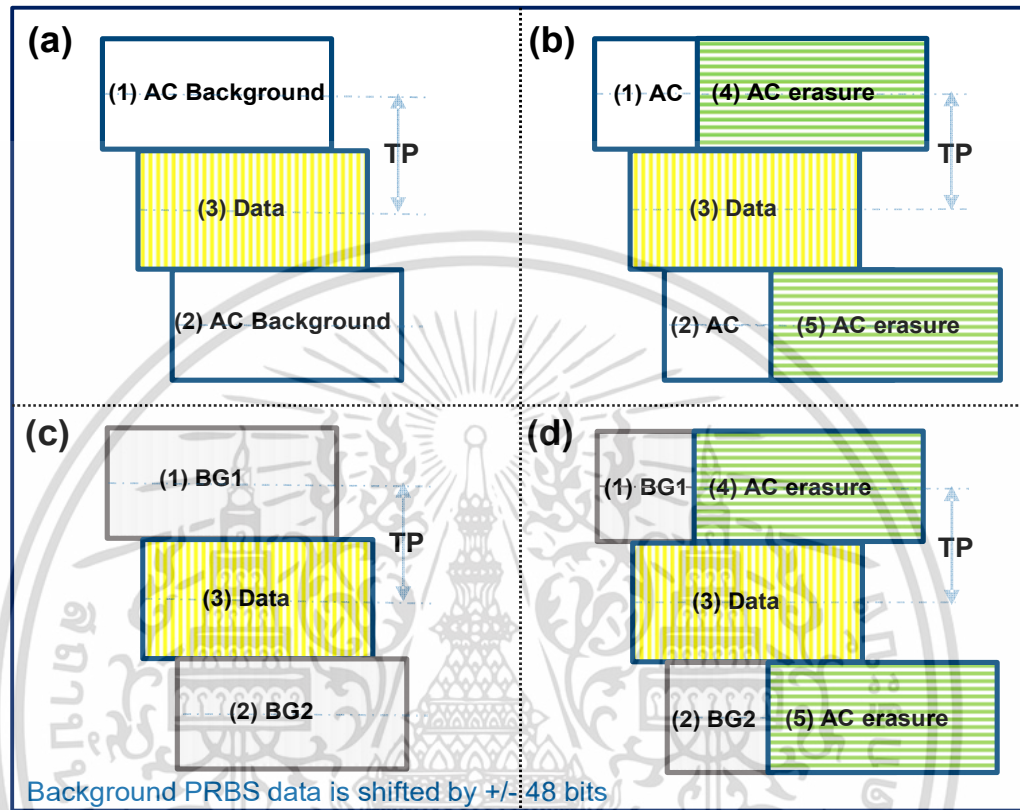 (a)
(1) AC Background
TP
(3) Data
(2) AC Background
(b)
(1) AC
(4) AC erasure
TP
(3) Data
(2) AC
(5) AC erasure
(c)
(1) BG1
TP
(3) Data
(2) BG2
(d)
(1) BG1
(4) AC erasure
TP
(3) Data
(2) BG2
(5) AC erasure
Background PRBS data is shifted by +/- 48 bits